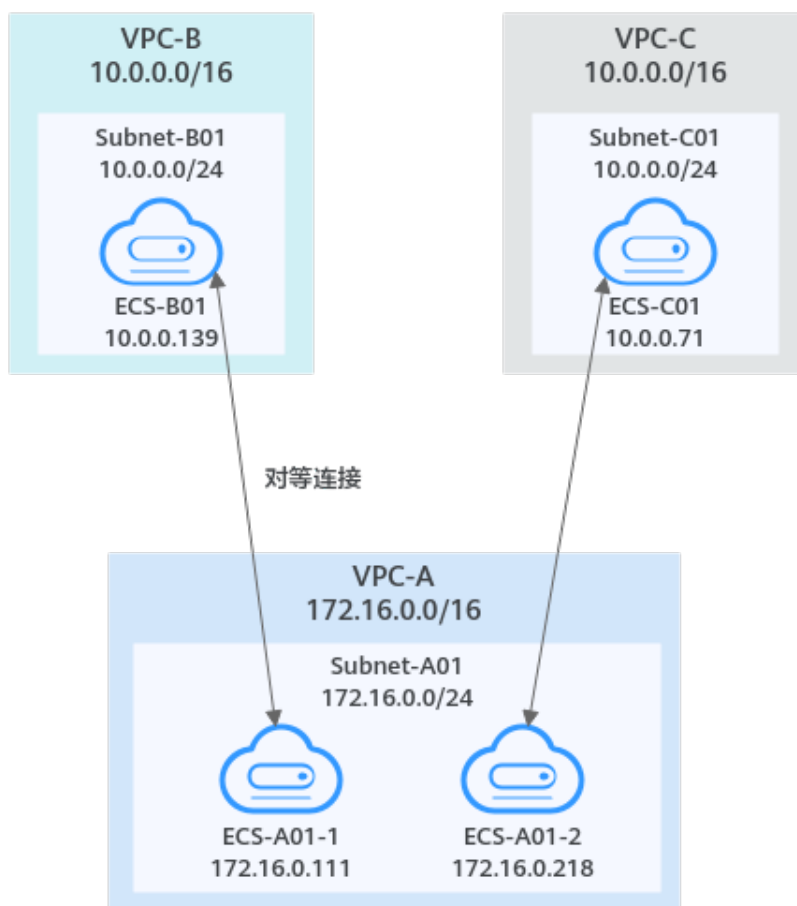 VPC-B
10.0.0.0/16
Subnet-B01
10.0.0.0/24
ECS-B01
10.0.0.139
VPC-C
10.0.0.0/16
Subnet-C01
10.0.0.0/24
ECS-C01
10.0.0.71
对等连接
VPC-A
172.16.0.0/16
Subnet-A01
172.16.0.0/24
ECS-A01-1
172.16.0.111
ECS-A01-2
172.16.0.218